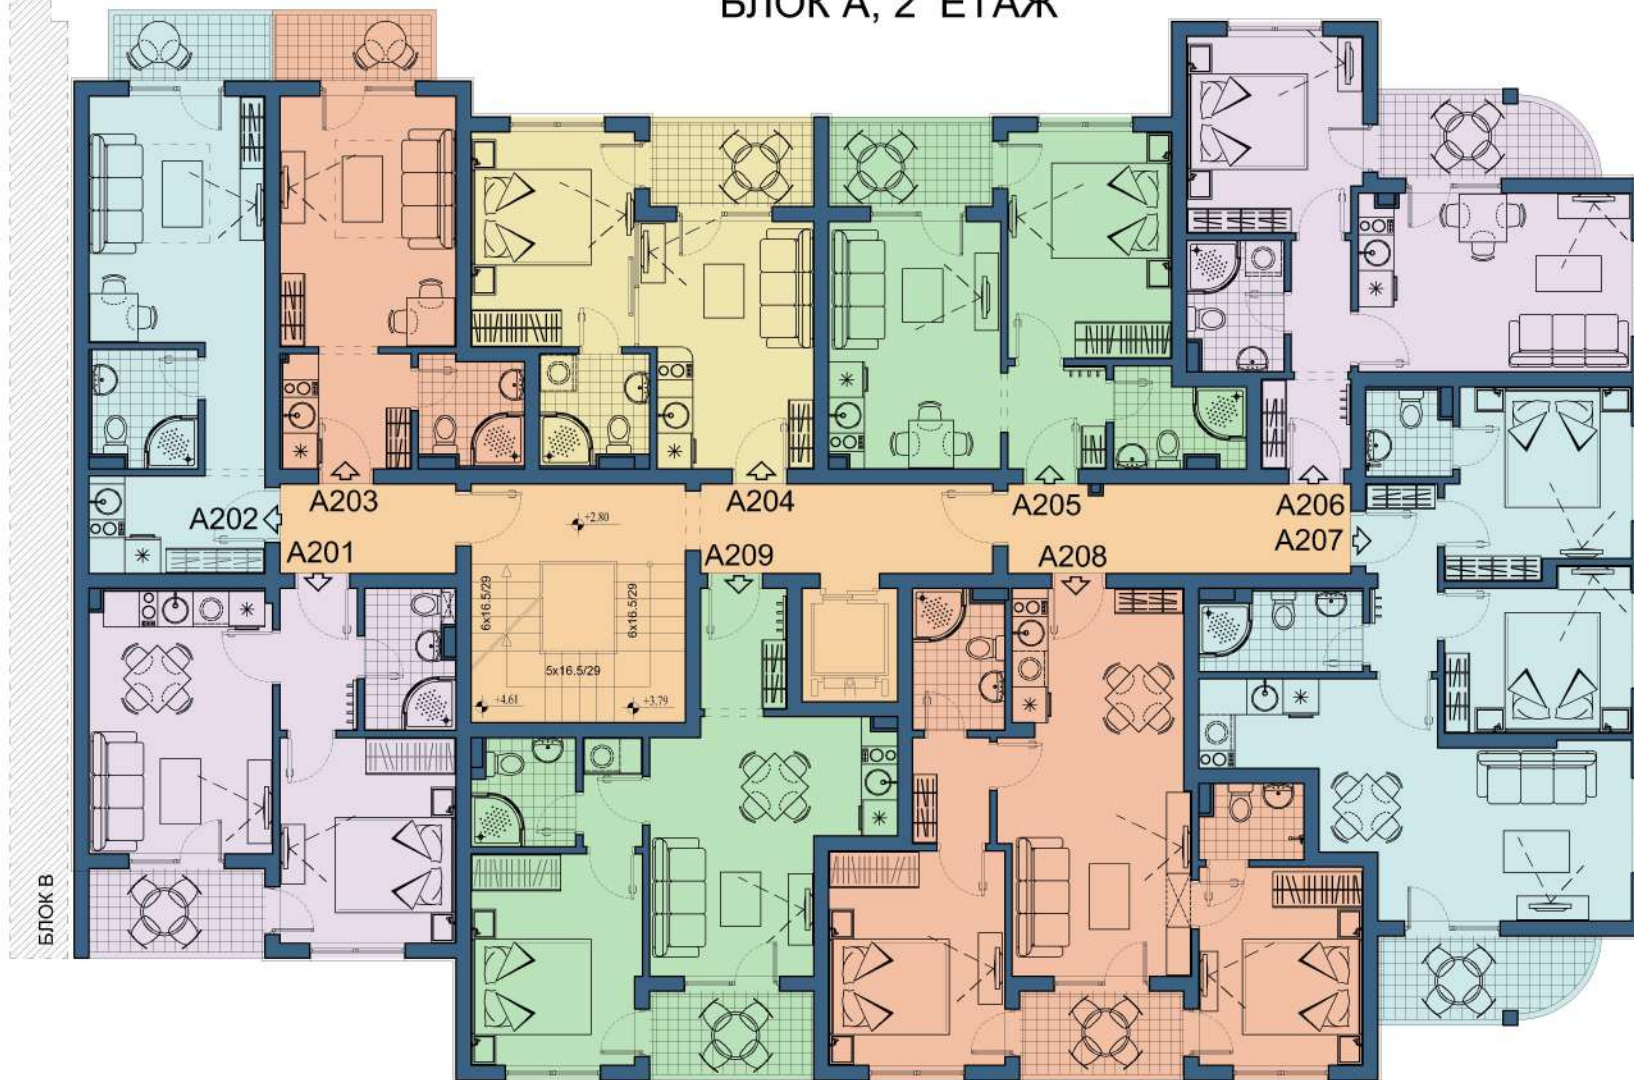 БЛОК А, 2 ЕТАЖ
A203
A204
A205
A206
A202
+2.80
A207
A201
A209
A208
6x16.5/29
6x16.5/29
5x16.5/29
+4.61
+3.79
БЛОК В